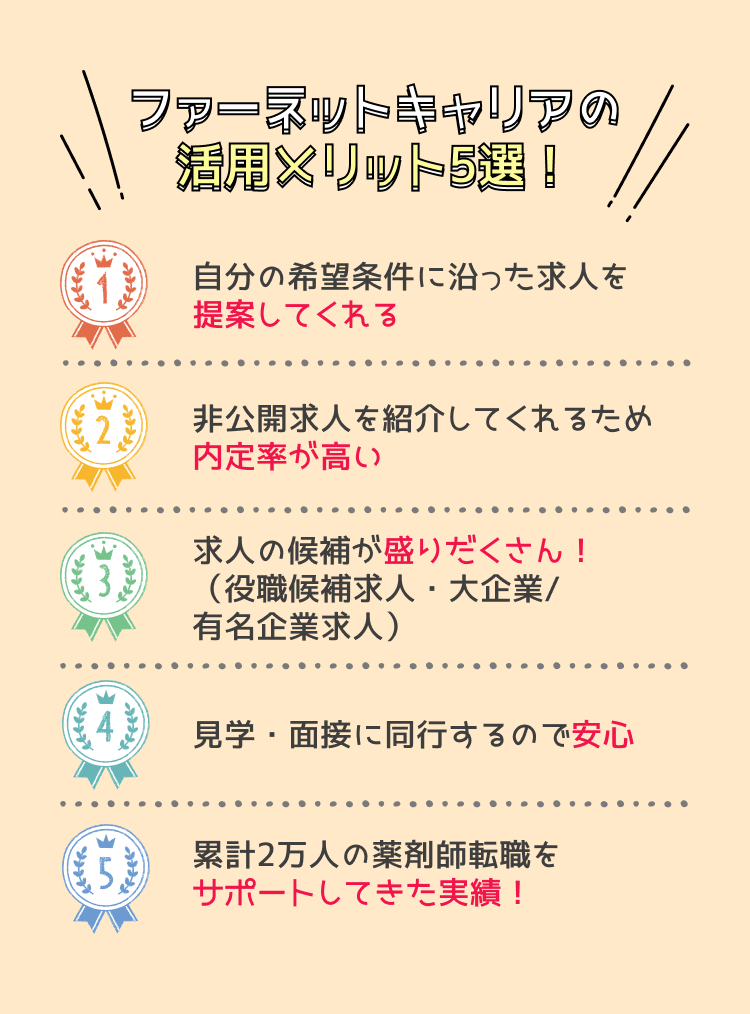 ファーネットキャリアの
活用メリット5選！
1
自分の希望条件に沿った求人を
提案してくれる
2
非公開求人を紹介してくれるため
内定率が高い
3
求人の候補が盛りだくさん！
（役職候補求人・大企業/
有名企業求人）
4
見学・面接に同行するので安心
5
累計2万人の薬剤師転職を
サポートしてきた実績！